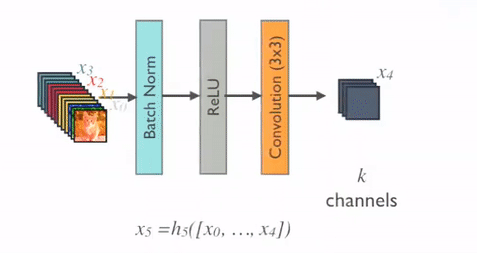 x3
x2
x1
x0
Batch Norm
ReLU
Convolution (3x3)
x4
k
channels
x5 =h5([x0, …, x4])